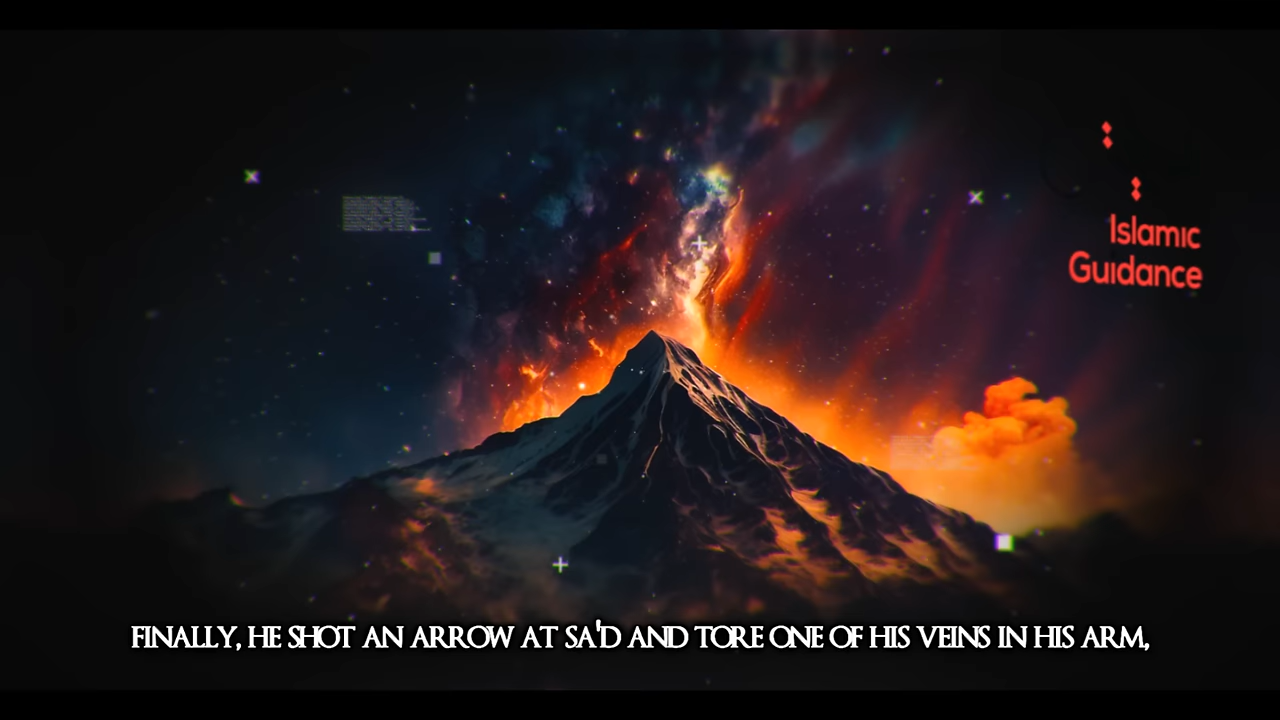 Islamic
Guidance
FINALLY, HE SHOT AN ARROW AT SA'D AND TORE ONE OF HIS VEINS IN HIS ARM,